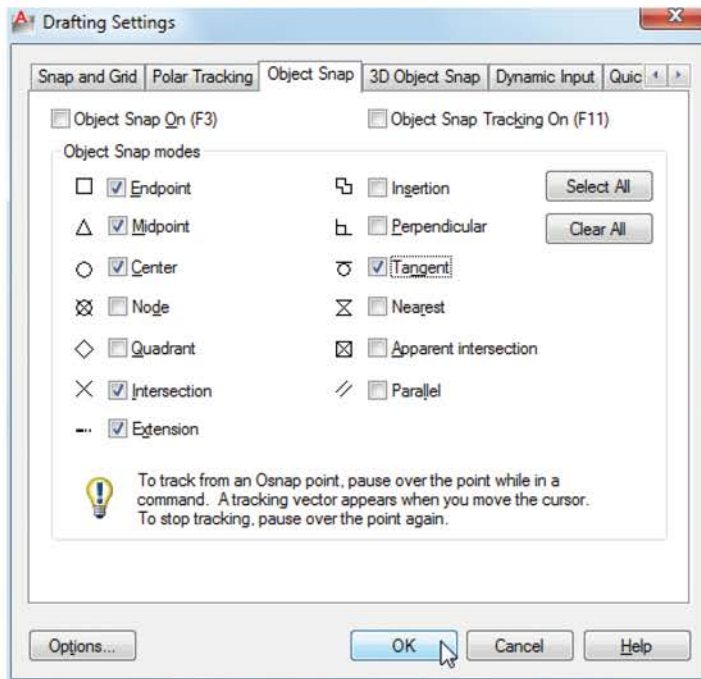 Drafting Settings
Snap and Grid Polar Tracking Object Snap 3D Object Snap Dynamic Input Quic
Object Snap On (F3) Object Snap Tracking On (F11)
Object Snap modes
Endpoint Insertion Select All
Midpoint Perpendicular Clear All
Center Tangent
Node Nearest
Quadrant Apparent intersection
Intersection Parallel
Extension
To track from an Osnap point, pause over the point while in a
command. A tracking vector appears when you move the cursor.
To stop tracking, pause over the point again.
Options... OK Cancel Help